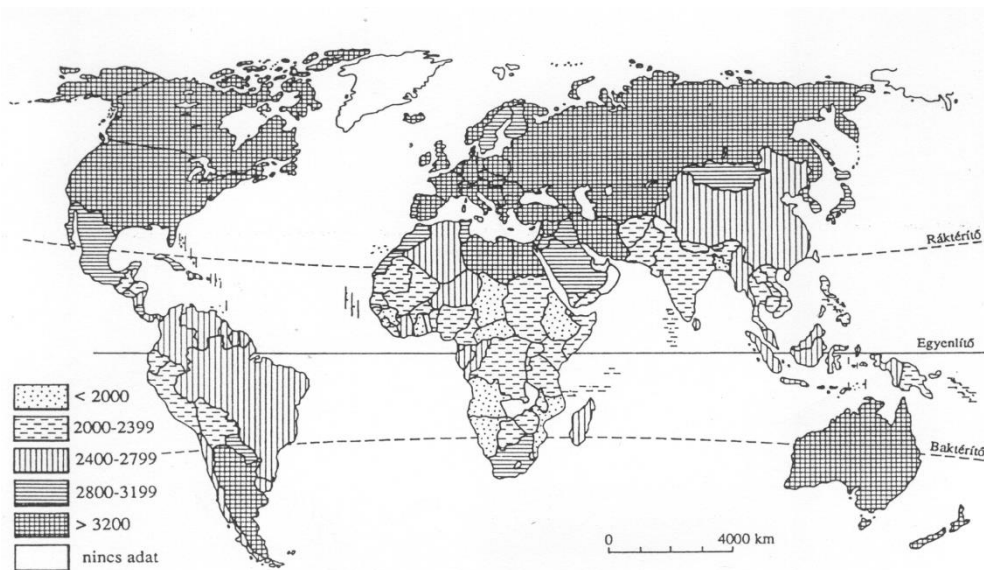 Ráktérítő
Egyenlítő
Baktérítő
< 2000
2000-2399
2400-2799
2800-3199
> 3200
nincs adat
0 4000 km